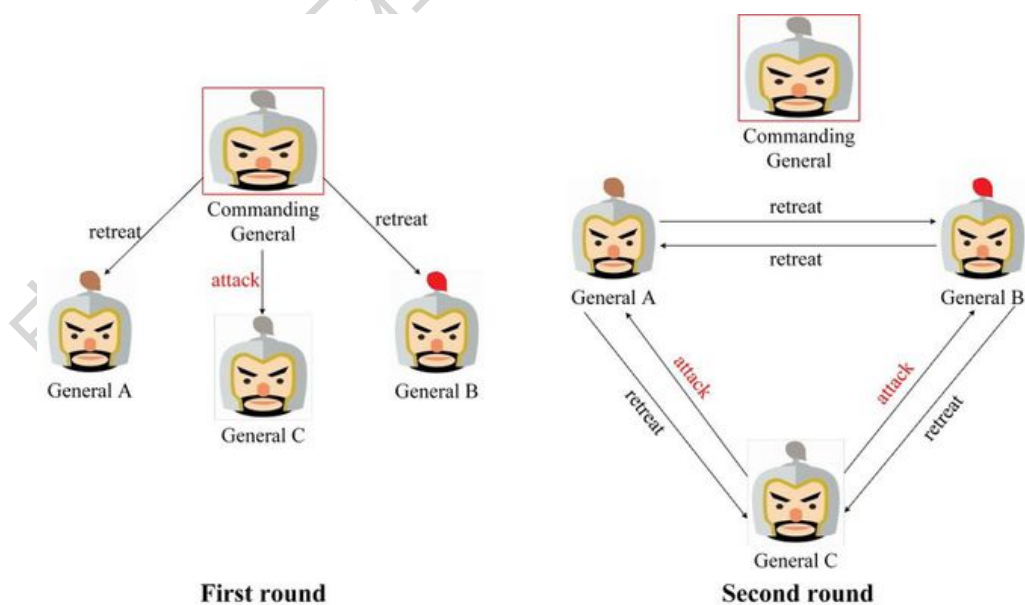 Commanding
General
retreat
retreat
attack
General A
General C
General B
First round
Commanding
General
retreat
retreat
General A
General B
attack
retreat
attack
retreat
General C
Second round